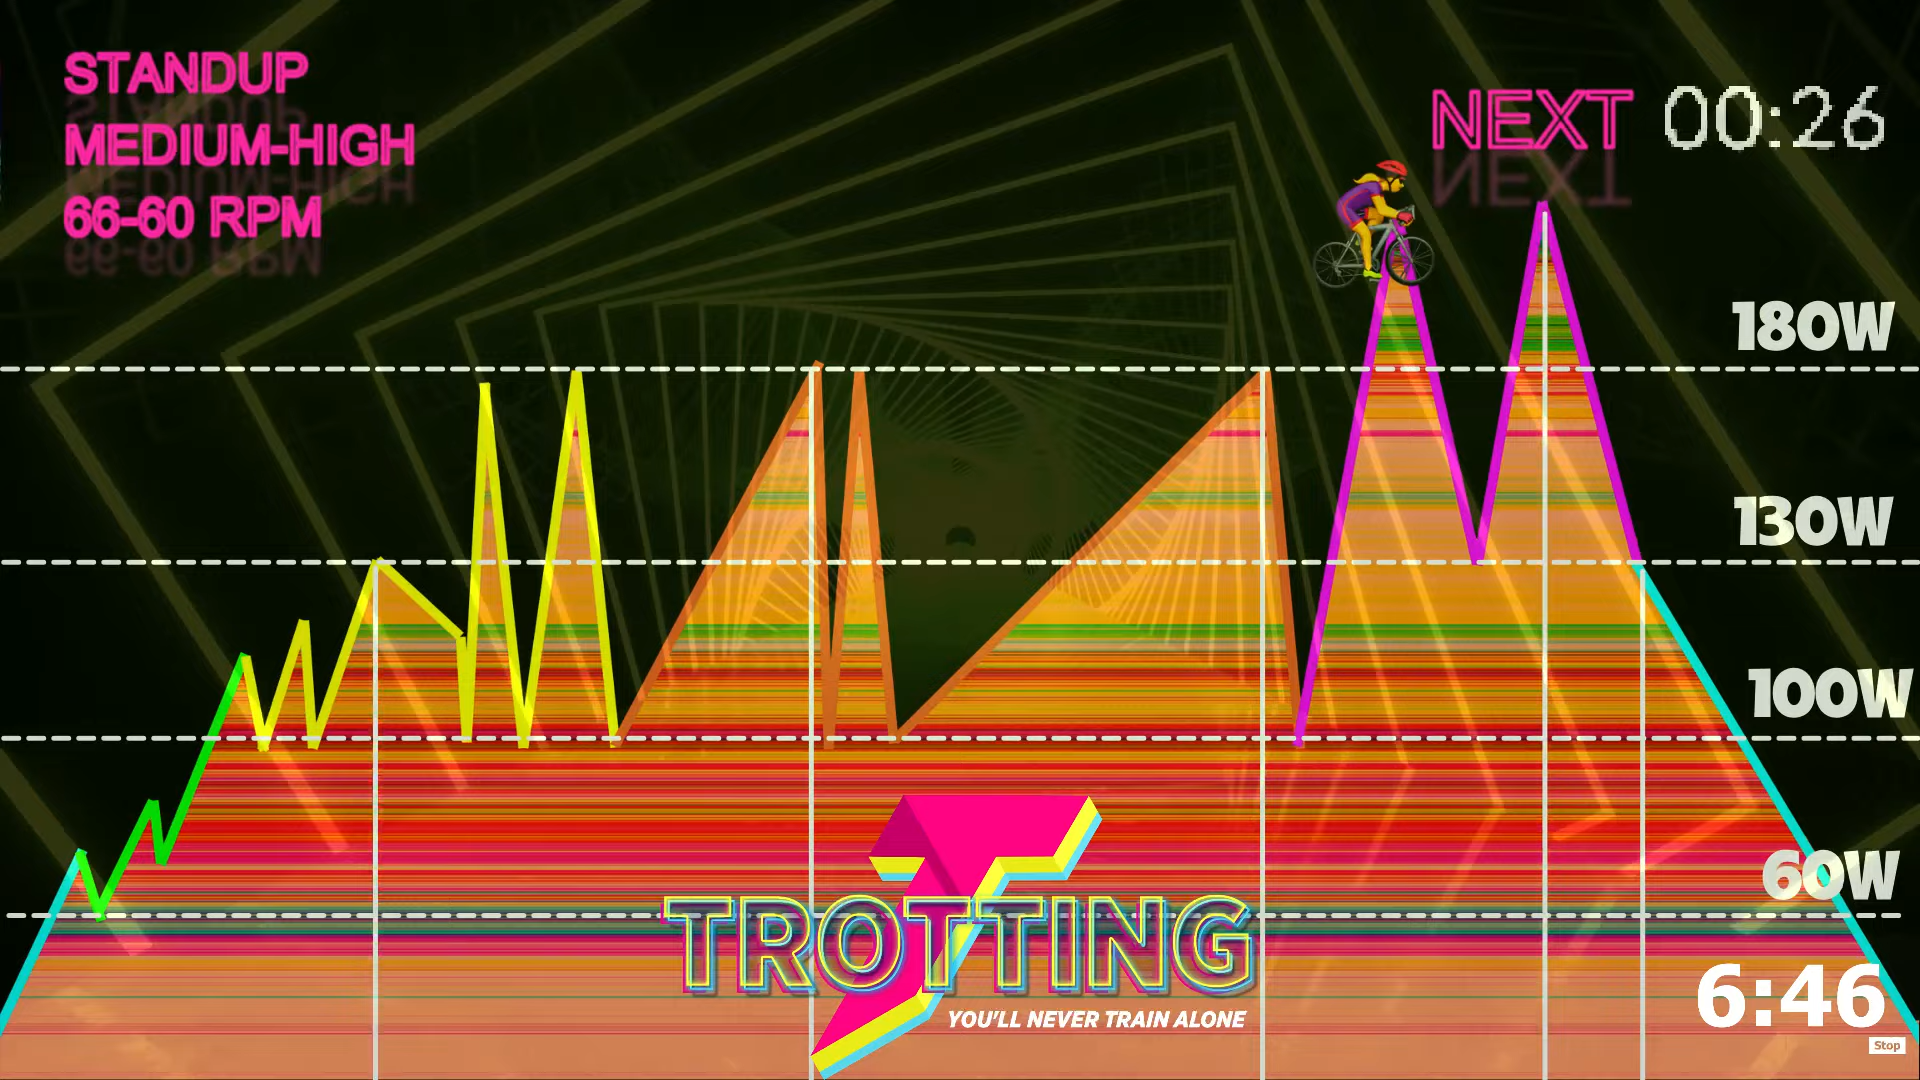 STANDUP
MEDIUM-HIGH
66-60 RPM
NEXT 00:26
180W
130W
100W
60W
TROTTING
YOU'LL NEVER TRAIN ALONE
6:46
Stop